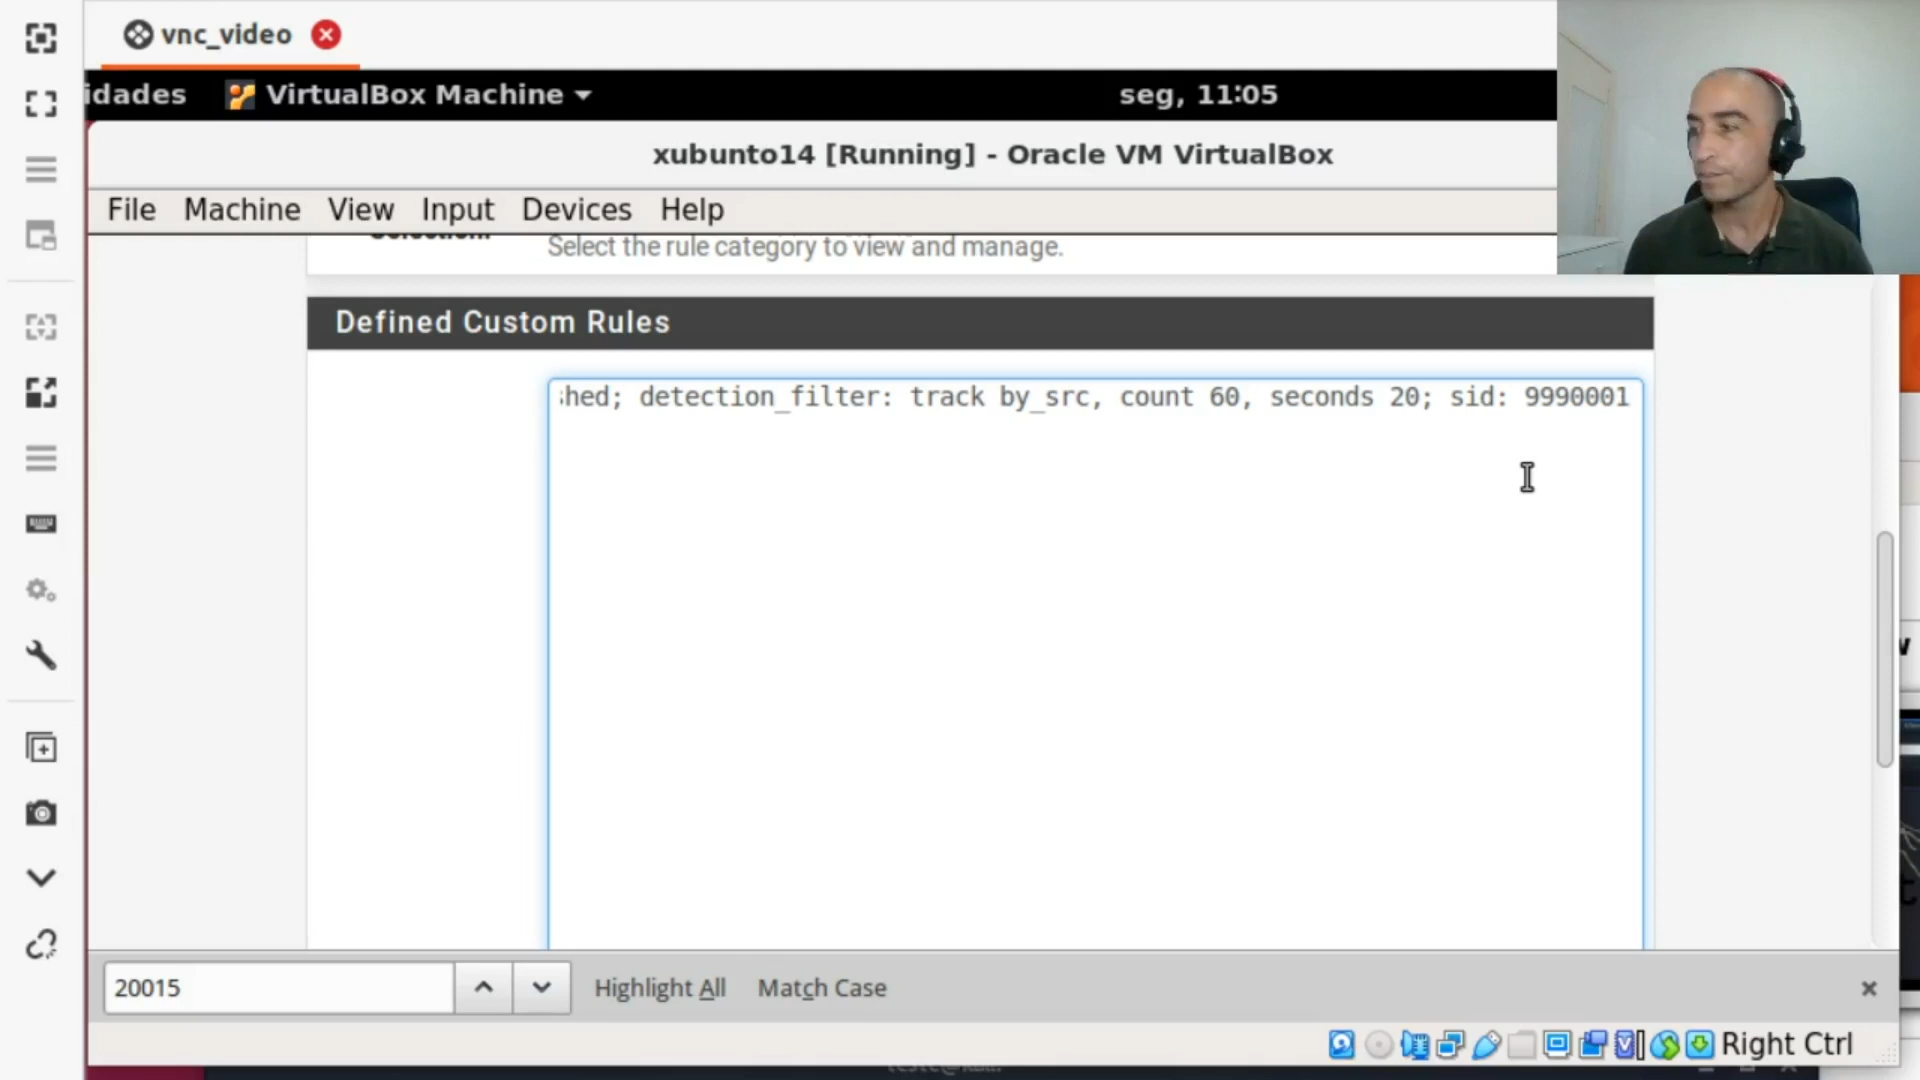 vnc_video
idades VirtualBox Machine seg, 11:05
xubunto14 [Running] - Oracle VM VirtualBox
File Machine View Input Devices Help
Select the rule category to view and manage.
Defined Custom Rules
hed; detection_filter: track by_src, count 60, seconds 20; sid: 9990001
20015 Highlight All Match Case
Right Ctrl